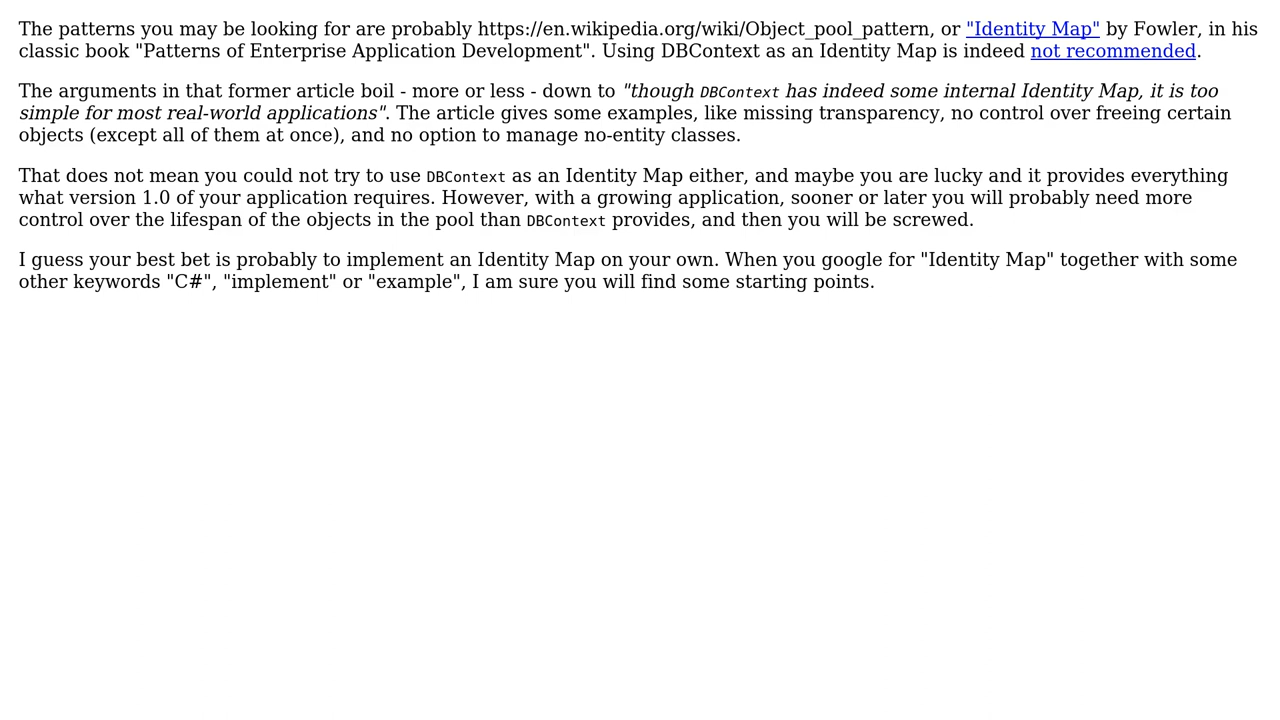 The patterns you may be looking for are probably https://en.wikipedia.org/wiki/Object_pool_pattern, or "Identity Map" by Fowler, in his
classic book "Patterns of Enterprise Application Development". Using DBContext as an Identity Map is indeed not recommended.
The arguments in that former article boil - more or less - down to "though DBContext has indeed some internal Identity Map, it is too
simple for most real-world applications". The article gives some examples, like missing transparency, no control over freeing certain
objects (except all of them at once), and no option to manage no-entity classes.
That does not mean you could not try to use DBContext as an Identity Map either, and maybe you are lucky and it provides everything
what version 1.0 of your application requires. However, with a growing application, sooner or later you will probably need more
control over the lifespan of the objects in the pool than DBContext provides, and then you will be screwed.
I guess your best bet is probably to implement an Identity Map on your own. When you google for "Identity Map" together with some
other keywords "C#", "implement" or "example", I am sure you will find some starting points.